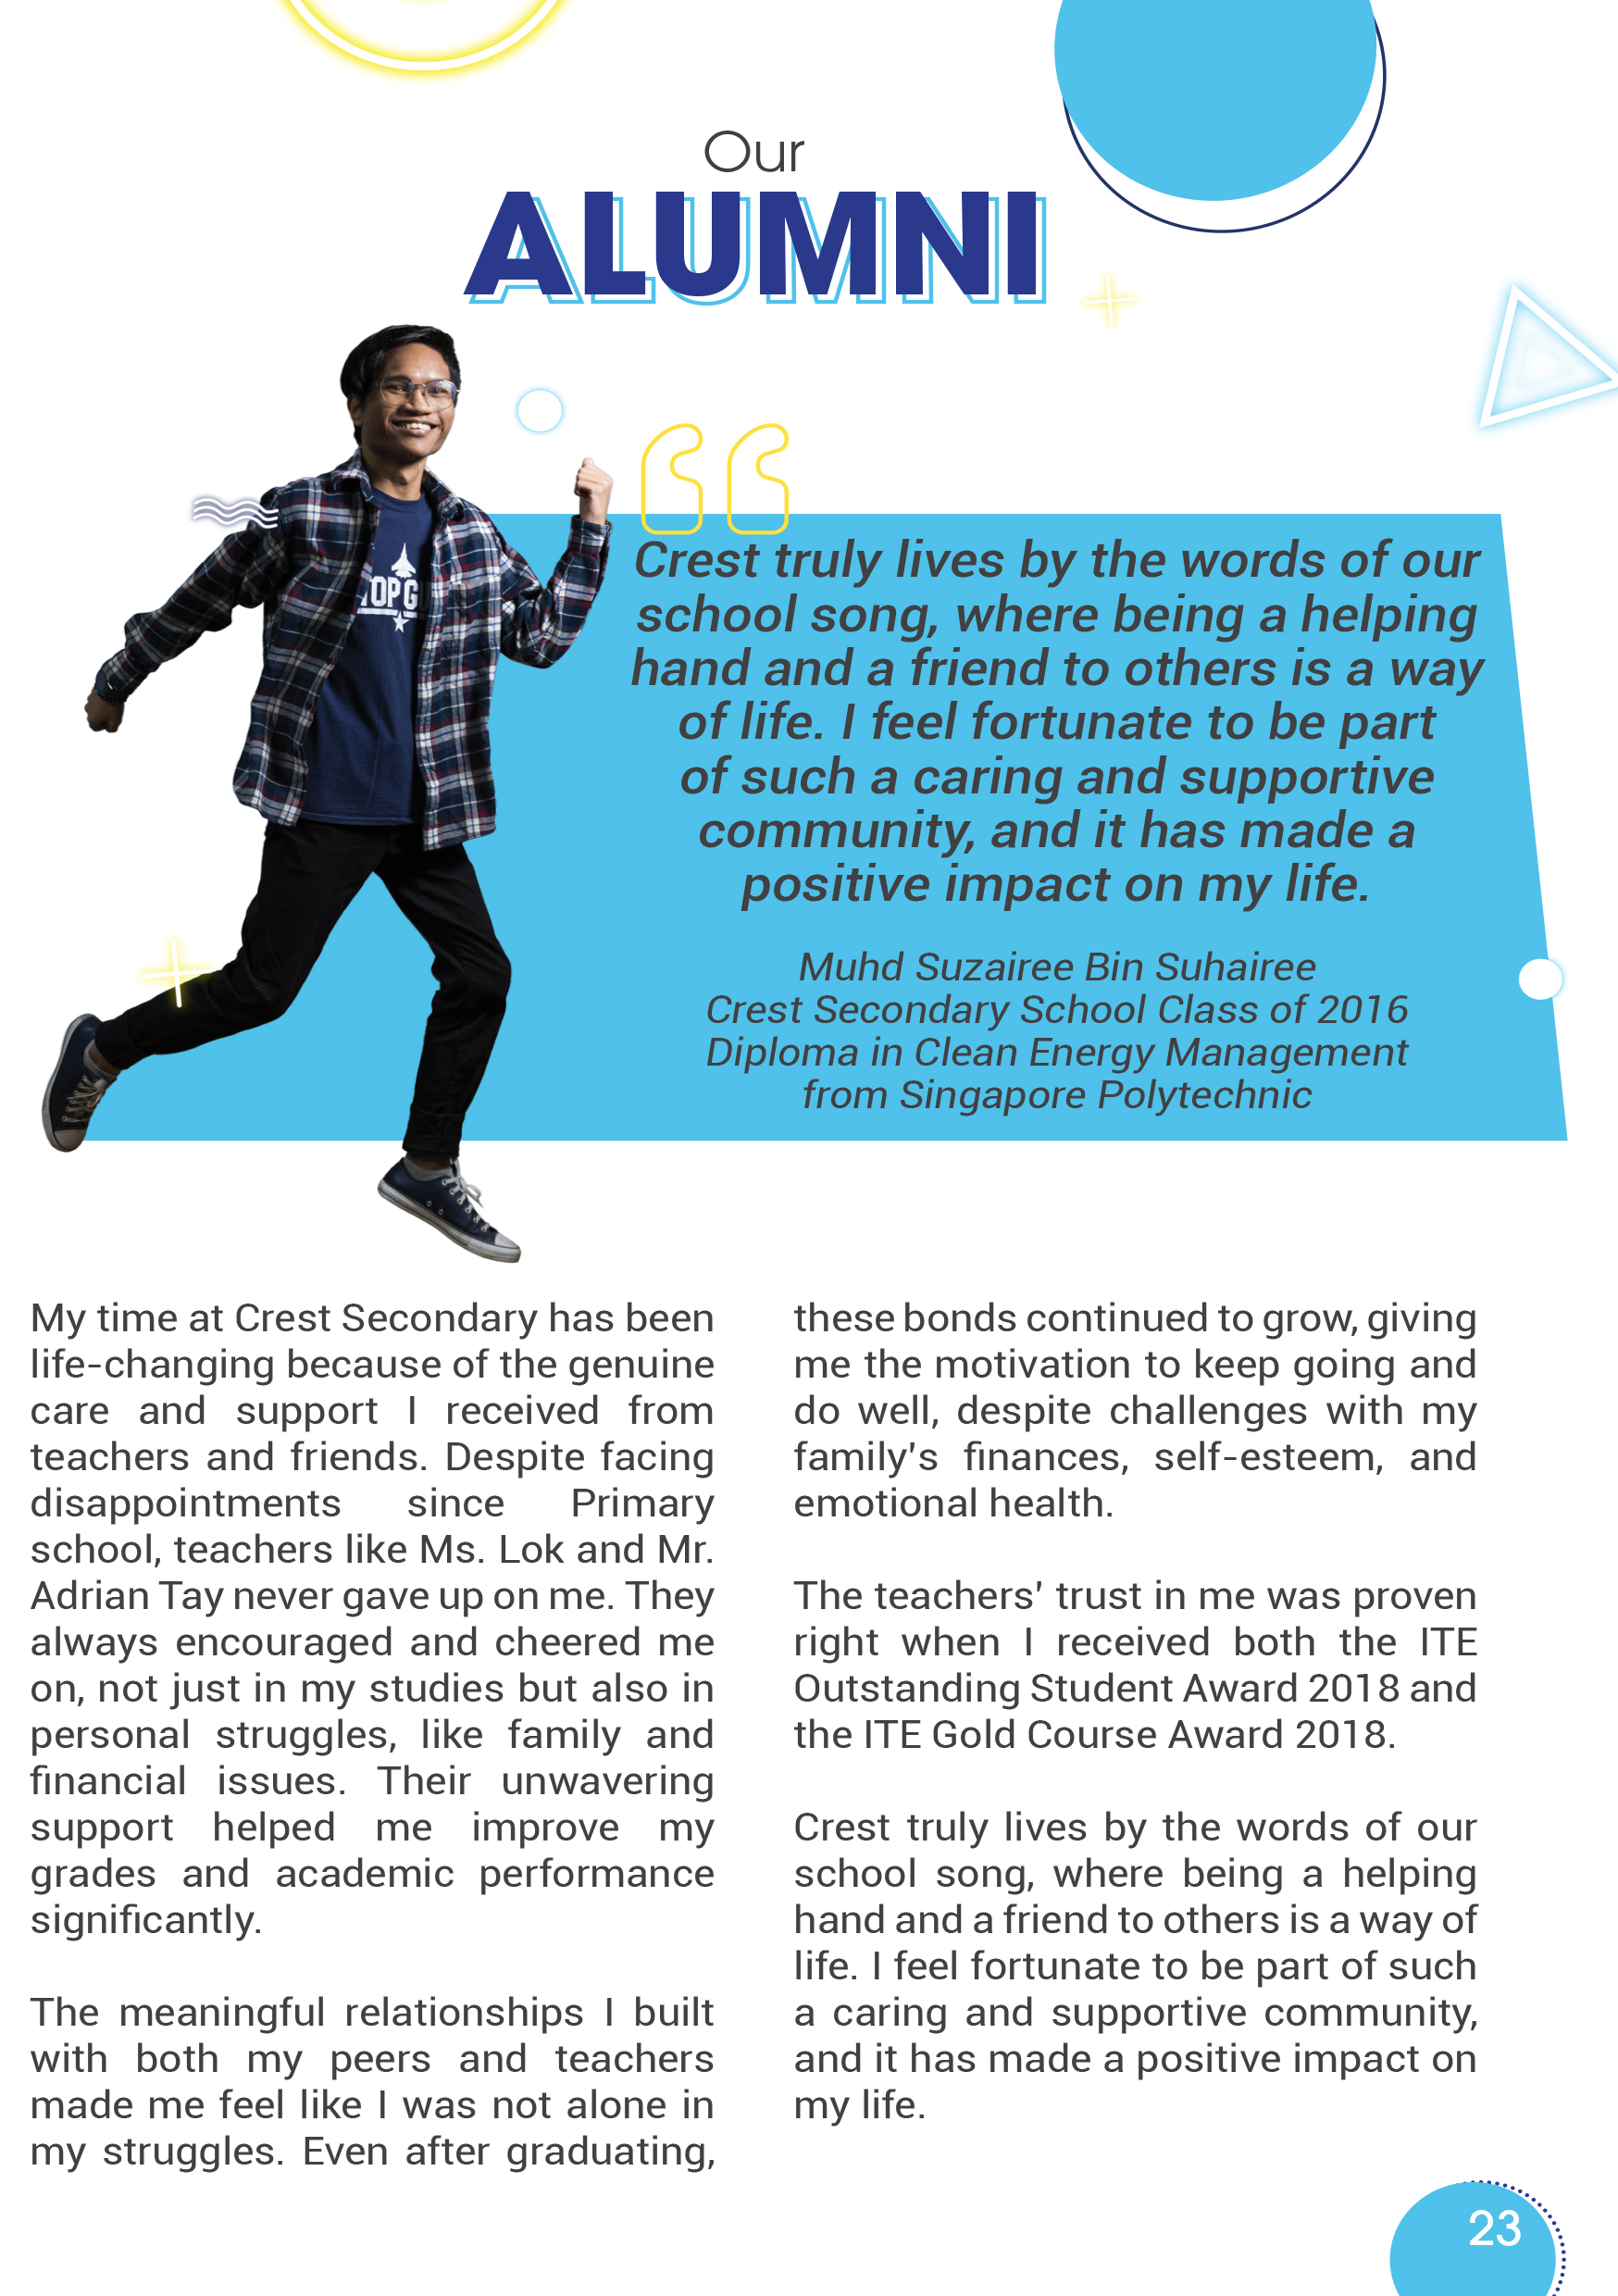 Our
ALUMNI
OPG
Crest truly lives by the words of our
school song, where being a helping
hand and a friend to others is a way
of life. I feel fortunate to be part
of such a caring and supportive
community, and it has made a
positive impact on my life.
Muhd Suzairee Bin Suhairee
Crest Secondary School Class of 2016
Diploma in Clean Energy Management
from Singapore Polytechnic
My time at Crest Secondary has been
life-changing because of the genuine
care and support I received from
teachers and friends. Despite facing
disappointments since Primary
school, teachers like Ms. Lok and Mr.
Adrian Tay never gave up on me. They
always encouraged and cheered me
on, not just in my studies but also in
personal struggles, like family and
financial issues. Their unwavering
support helped me improve my
grades and academic performance
significantly.
The meaningful relationships I built
with both my peers and teachers
made me feel like I was not alone in
my struggles. Even after graduating,
these bonds continued to grow, giving
me the motivation to keep going and
do well, despite challenges with my
family's finances, self-esteem, and
emotional health.
The teachers' trust in me was proven
right when I received both the ITE
Outstanding Student Award 2018 and
the ITE Gold Course Award 2018.
Crest truly lives by the words of our
school song, where being a helping
hand and a friend to others is a way of
life. I feel fortunate to be part of such
a caring and supportive community,
and it has made a positive impact on
my life.
23